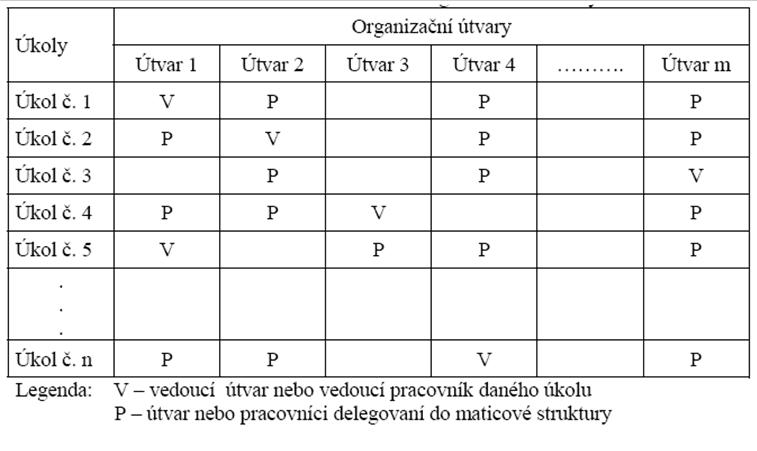 Úkoly
Organizační útvary
Útvar 1 Útvar 2 Útvar 3 Útvar 4 ………. Útvar m
Úkol č. 1 V P P P
Úkol č. 2 P V P P
Úkol č. 3 P P V
Úkol č. 4 P P V P
Úkol č. 5 V P P P
.
.
.
Úkol č. n P P V P
Legenda: V – vedoucí útvar nebo vedoucí pracovník daného úkolu
P – útvar nebo pracovníci delegovaní do maticové struktury